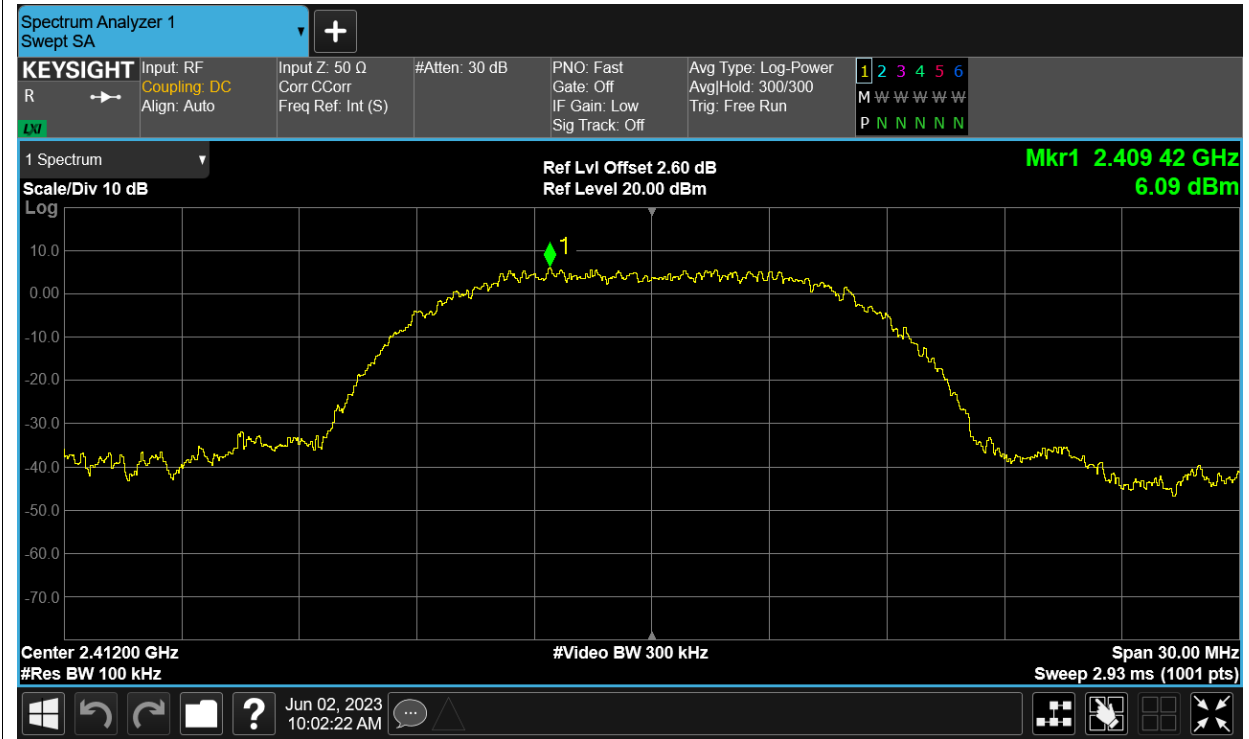 Spectrum Analyzer 1
Swept SA
KEYSIGHT
R
LXI
Input: RF
Coupling: DC
Align: Auto
Input Z: 50 Ω
Corr CCorr
Freq Ref: Int (S)
#Atten: 30 dB
PNO: Fast
Gate: Off
IF Gain: Low
Sig Track: Off
Avg Type: Log-Power
Avg|Hold: 300/300
Trig: Free Run
1 2 3 4 5 6
M W W W W W
P N N N N N
1 Spectrum
Scale/Div 10 dB
Log
Ref Lvl Offset 2.60 dB
Ref Level 20.00 dBm
Mkr1 2.409 42 GHz
6.09 dBm
1
10.0
0.00
-10.0
-20.0
-30.0
-40.0
-50.0
-60.0
-70.0
Center 2.41200 GHz
#Res BW 100 kHz
#Video BW 300 kHz
Span 30.00 MHz
Sweep 2.93 ms (1001 pts)
?
Jun 02, 2023
10:02:22 AM